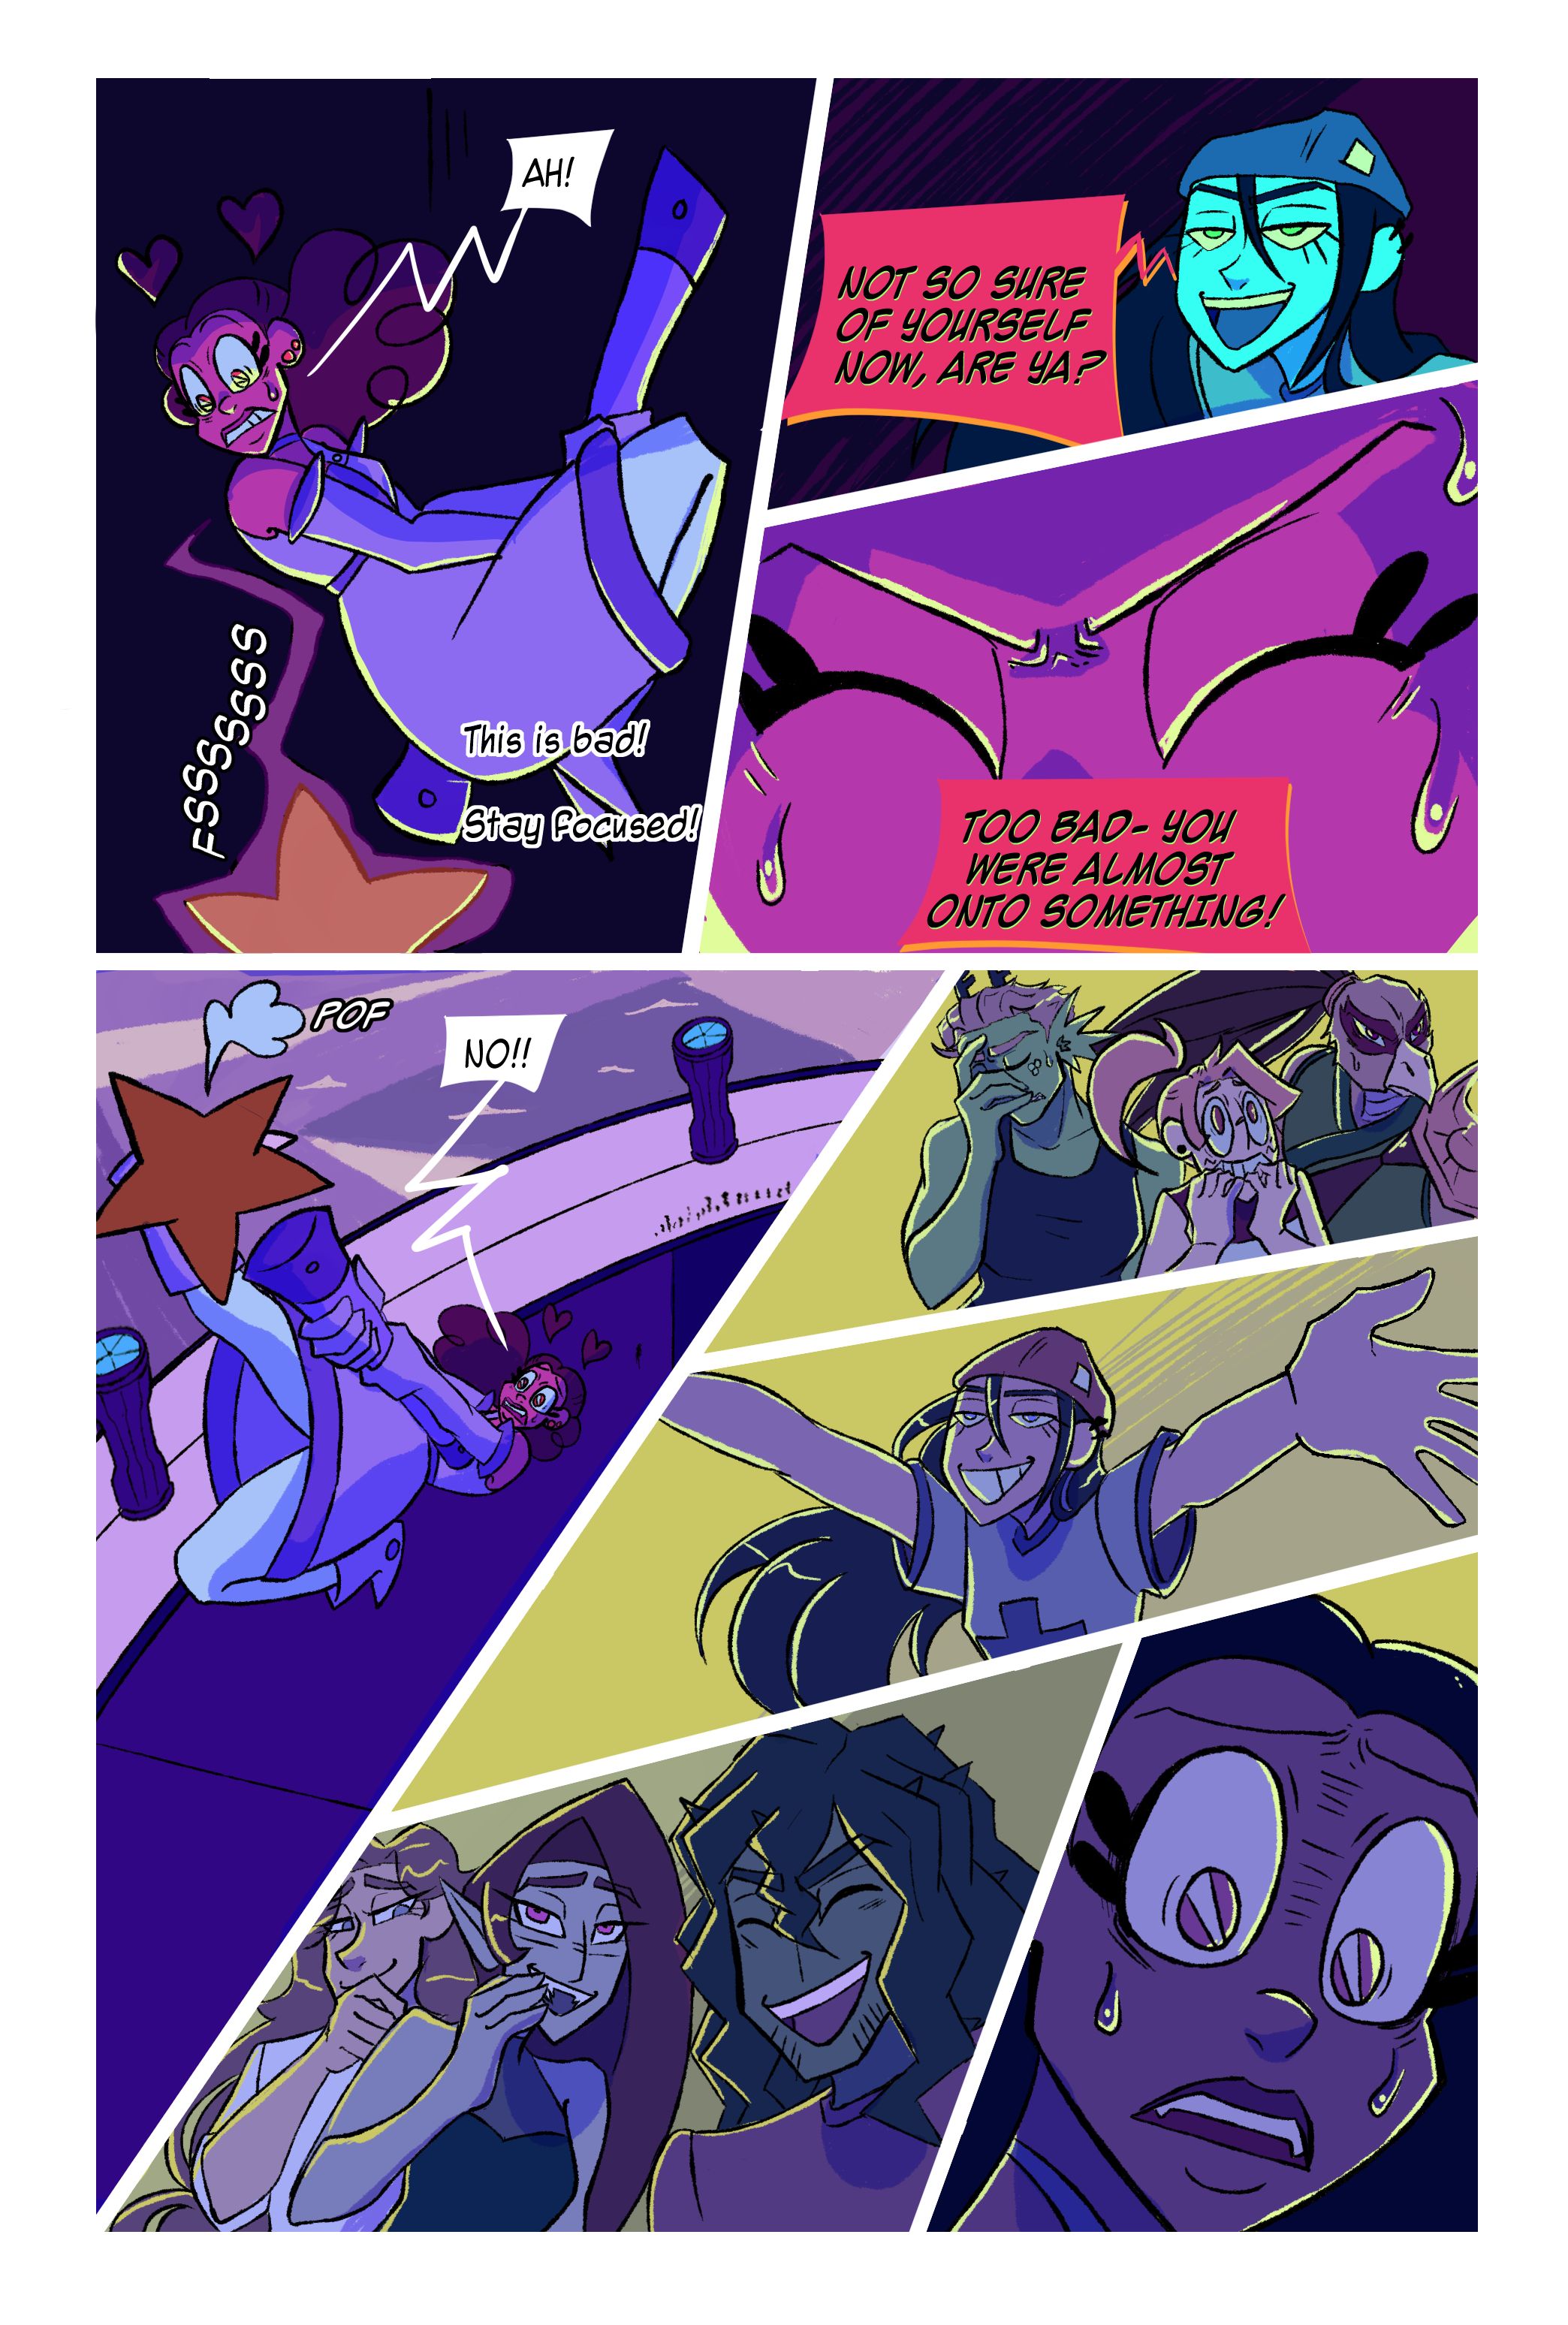 AH!
FSSSSSSS
This is bad!
Stay focused!
NOT SO SURE
OF YOURSELF
NOW, ARE YA?
TOO BAD- YOU
WERE ALMOST
ONTO SOMETHING!
POF
NO!!